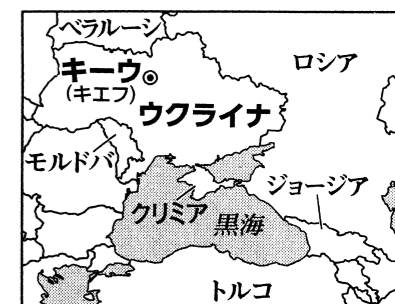 ベラルーシ
ロシア
キーウ
(キエフ)
ウクライナ
モルドバ
ジョージア
クリミア
黒海
トルコ